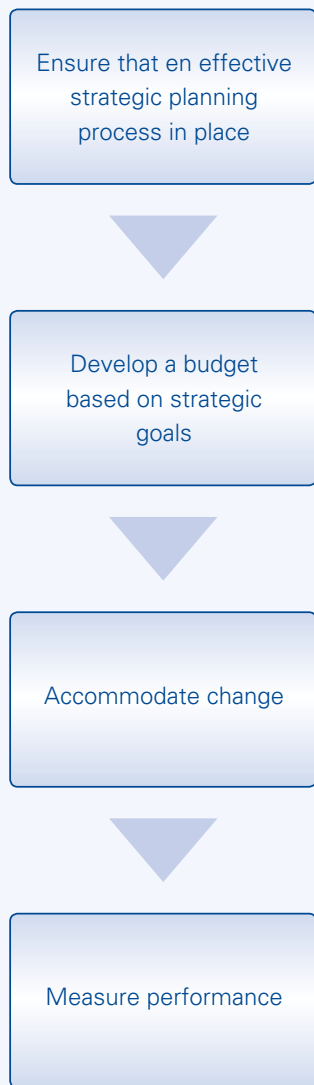 Ensure that en effective
strategic planning
process in place
Develop a budget
based on strategic
goals
Accommodate change
Measure performance